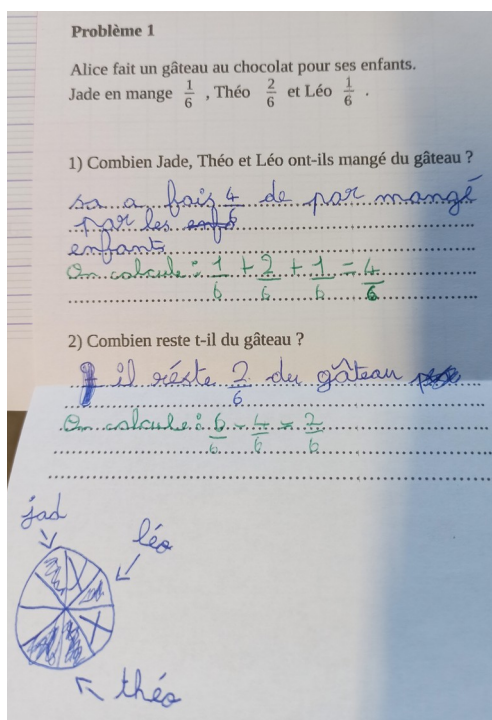 Problème 1
Alice fait un gâteau au chocolat pour ses enfants.
Jade en mange 1/6 , Théo 2/6 et Léo 1/6 .
1) Combien Jade, Théo et Léo ont-ils mangé du gâteau ?
sa a fais 4/6 de par mangé
par les enfs
enfants
On calcule : 1/6 + 2/6 + 1/6 = 4/6
2) Combien reste t-il du gâteau ?
il réste 2/6 du gâteau
On calcule : 6/6 - 4/6 = 2/6
jad
léo
théo